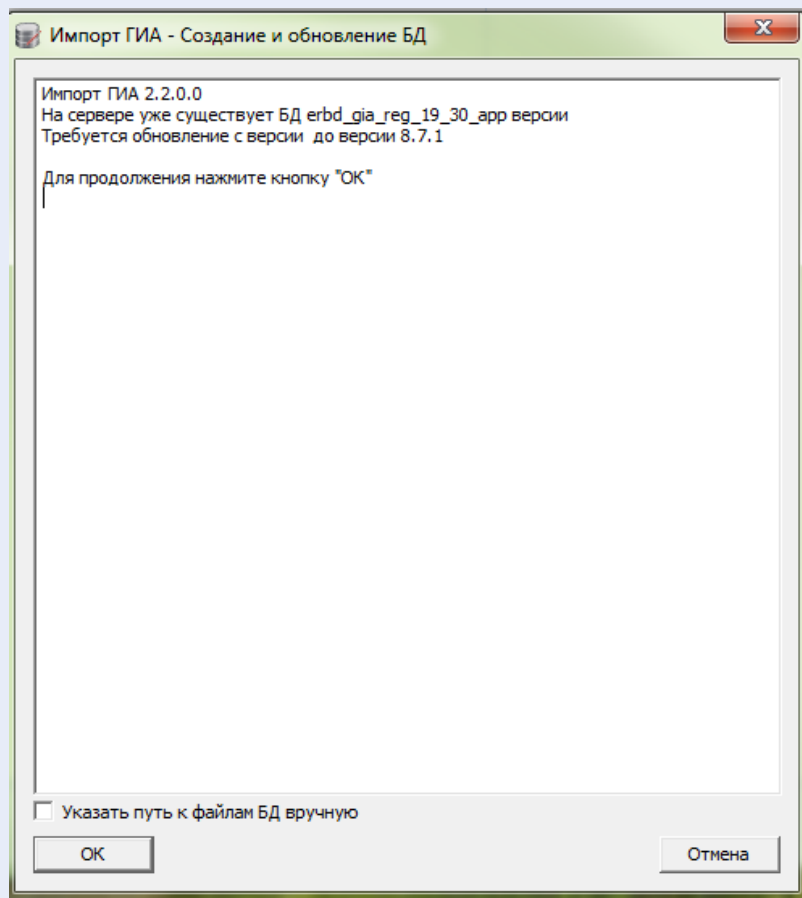 Импорт ГИА - Создание и обновление БД
Импорт ГИА 2.2.0.0
На сервере уже существует БД erbd_gia_reg_19_30_app версии
Требуется обновление с версии  до версии 8.7.1
Для продолжения нажмите кнопку "ОК"
Указать путь к файлам БД вручную
ОК
Отмена